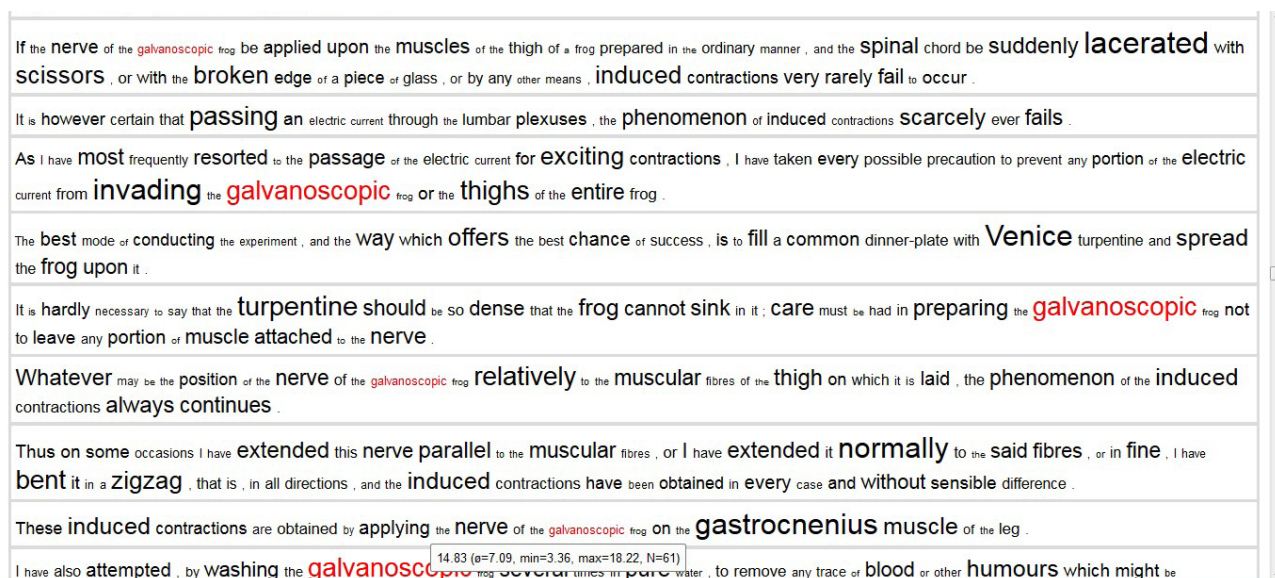 If the nerve of the galvanoscopic frog be applied upon the muscles of the thigh of a frog prepared in the ordinary manner , and the spinal chord be suddenly lacerated with
scissors , or with the broken edge of a piece of glass , or by any other means , induced contractions very rarely fail to occur .
It is however certain that passing an electric current through the lumbar plexuses , the phenomenon of induced contractions scarcely ever fails .
As I have most frequently resorted to the passage of the electric current for exciting contractions , I have taken every possible precaution to prevent any portion of the electric
current from invading the galvanoscopic frog or the thighs of the entire frog .
The best mode of conducting the experiment , and the way which offers the best chance of success , is to fill a common dinner-plate with Venice turpentine and spread
the frog upon it .
It is hardly necessary to say that the turpentine should be so dense that the frog cannot sink in it ; care must be had in preparing the galvanoscopic frog not
to leave any portion of muscle attached to the nerve .
Whatever may be the position of the nerve of the galvanoscopic frog relatively to the muscular fibres of the thigh on which it is laid , the phenomenon of the induced
contractions always continues .
Thus on some occasions I have extended this nerve parallel to the muscular fibres , or I have extended it normally to the said fibres , or in fine , I have
bent it in a zigzag , that is , in all directions , and the induced contractions have been obtained in every case and without sensible difference .
These induced contractions are obtained by applying the nerve of the galvanoscopic frog on the gastrocnenius muscle of the leg .
14.83 (ø=7.09, min=3.36, max=18.22, N=61)
I have also attempted , by washing the galvanoscopic frog several times in pure water , to remove any trace of blood or other humours which might be